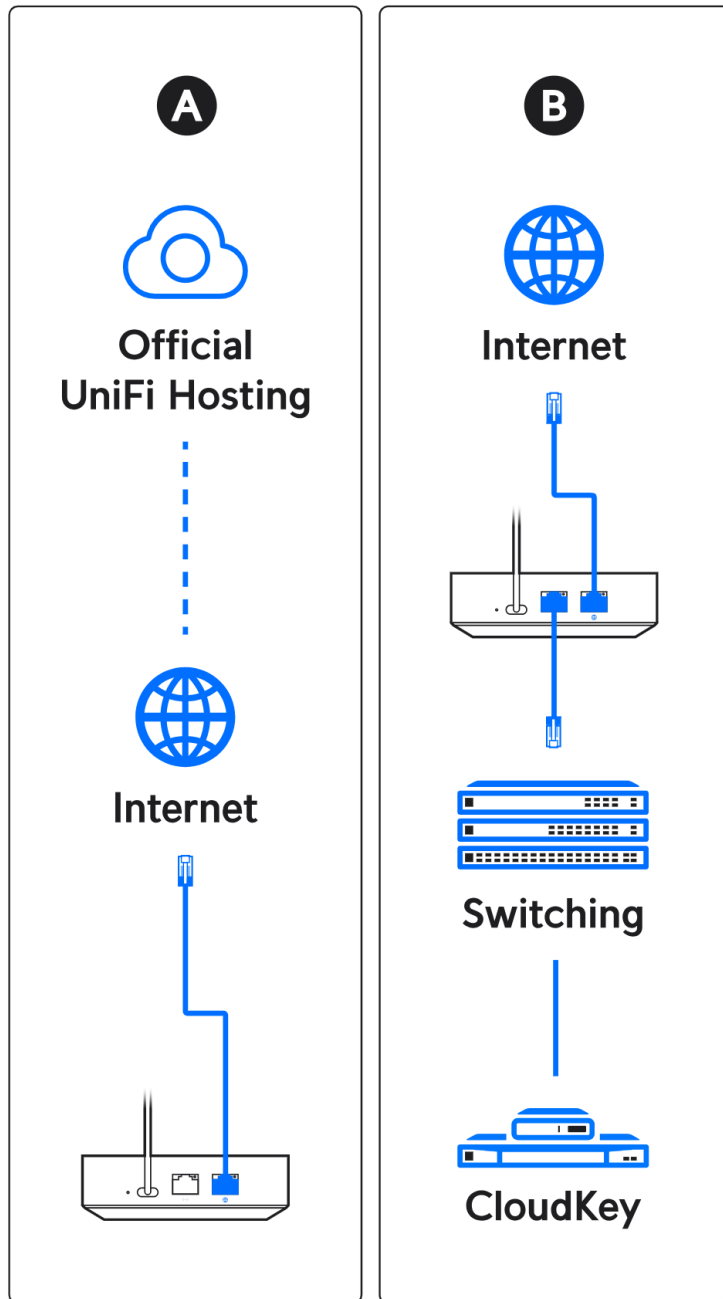 A
Official
UniFi Hosting
Internet
B
Internet
Switching
CloudKey